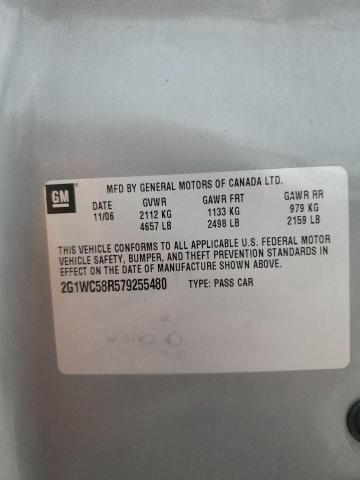 GM
MFD BY GENERAL MOTORS OF CANADA LTD.
DATE GVWR GAWR FRT GAWR RR
11/06 2112 KG 1133 KG 979 KG
4657 LB 2498 LB 2159 LB
THIS VEHICLE CONFORMS TO ALL APPLICABLE U.S. FEDERAL MOTOR
VEHICLE SAFETY, BUMPER, AND THEFT PREVENTION STANDARDS IN
EFFECT ON THE DATE OF MANUFACTURE SHOWN ABOVE.
2G1WC58R579255480 TYPE: PASS CAR